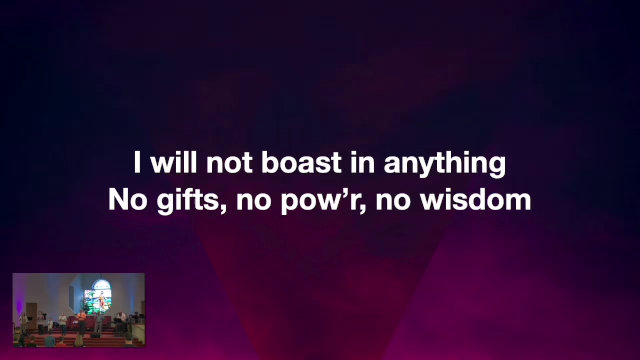 I will not boast in anything
No gifts, no pow’r, no wisdom